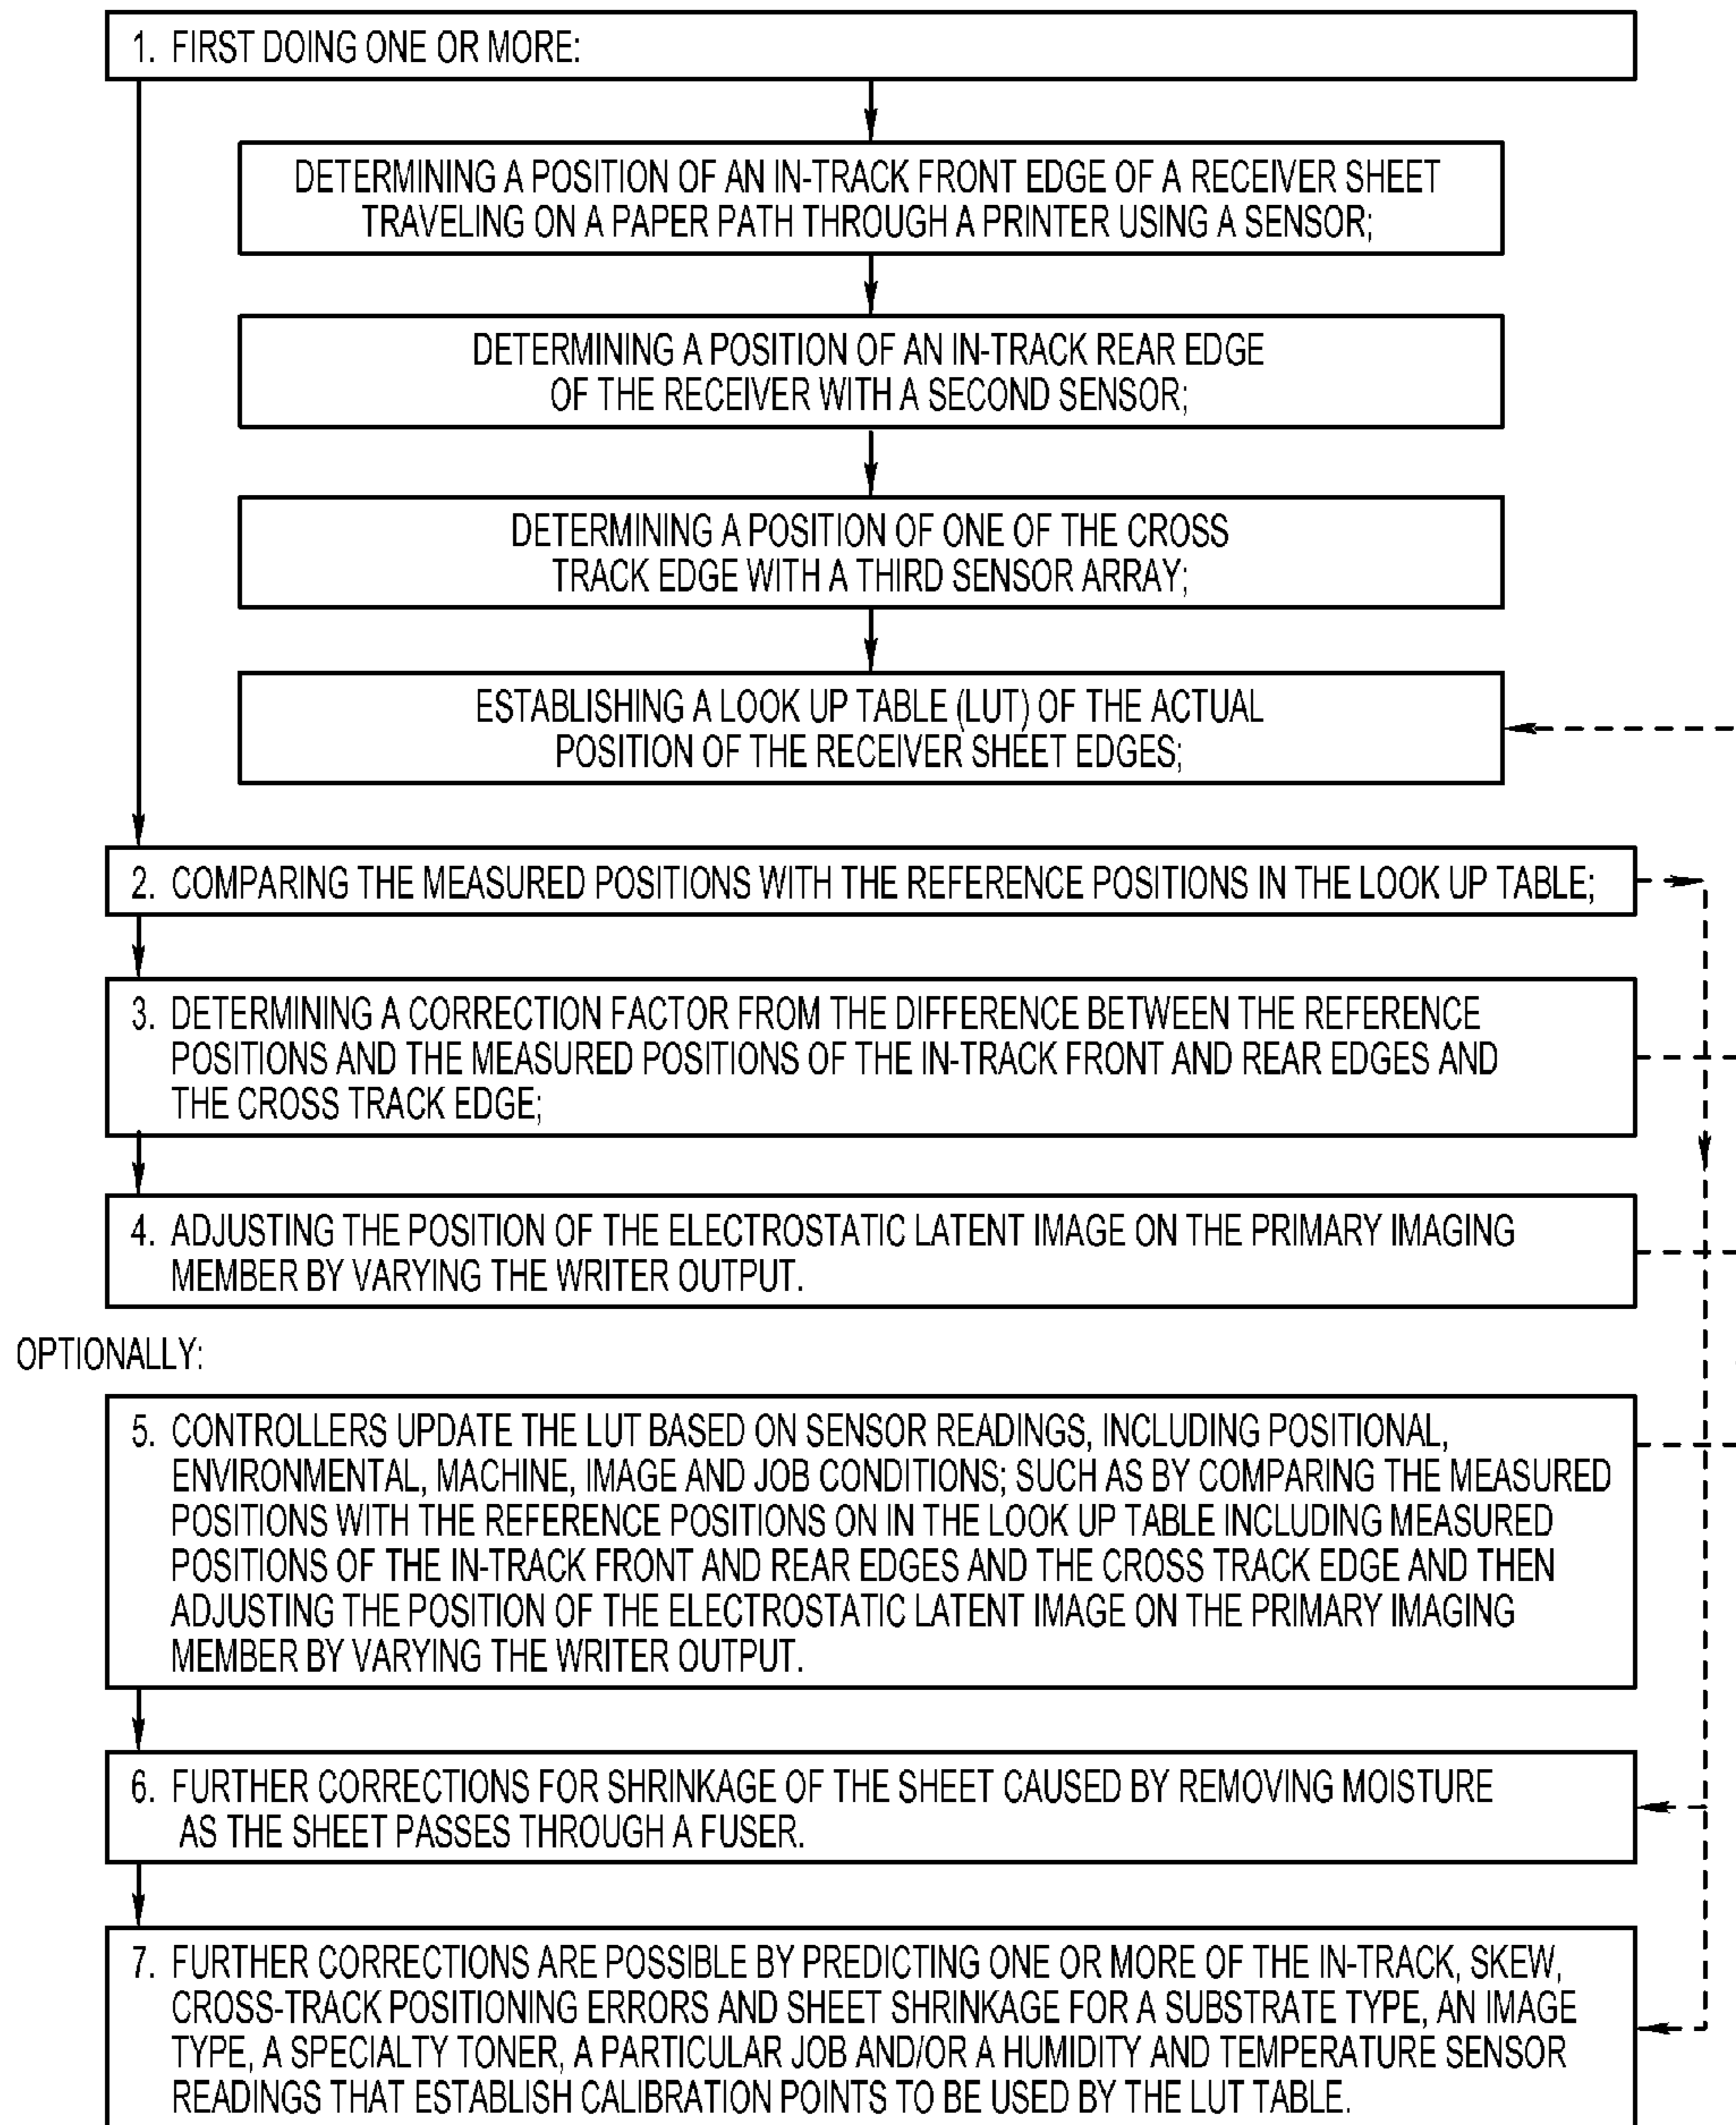 1. FIRST DOING ONE OR MORE:
DETERMINING A POSITION OF AN IN-TRACK FRONT EDGE OF A RECEIVER SHEET
TRAVELING ON A PAPER PATH THROUGH A PRINTER USING A SENSOR;
DETERMINING A POSITION OF AN IN-TRACK REAR EDGE
OF THE RECEIVER WITH A SECOND SENSOR;
DETERMINING A POSITION OF ONE OF THE CROSS
TRACK EDGE WITH A THIRD SENSOR ARRAY;
ESTABLISHING A LOOK UP TABLE (LUT) OF THE ACTUAL
POSITION OF THE RECEIVER SHEET EDGES;
2. COMPARING THE MEASURED POSITIONS WITH THE REFERENCE POSITIONS IN THE LOOK UP TABLE;
3. DETERMINING A CORRECTION FACTOR FROM THE DIFFERENCE BETWEEN THE REFERENCE
POSITIONS AND THE MEASURED POSITIONS OF THE IN-TRACK FRONT AND REAR EDGES AND
THE CROSS TRACK EDGE;
4. ADJUSTING THE POSITION OF THE ELECTROSTATIC LATENT IMAGE ON THE PRIMARY IMAGING
MEMBER BY VARYING THE WRITER OUTPUT.
OPTIONALLY:
5. CONTROLLERS UPDATE THE LUT BASED ON SENSOR READINGS, INCLUDING POSITIONAL,
ENVIRONMENTAL, MACHINE, IMAGE AND JOB CONDITIONS; SUCH AS BY COMPARING THE MEASURED
POSITIONS WITH THE REFERENCE POSITIONS ON IN THE LOOK UP TABLE INCLUDING MEASURED
POSITIONS OF THE IN-TRACK FRONT AND REAR EDGES AND THE CROSS TRACK EDGE AND THEN
ADJUSTING THE POSITION OF THE ELECTROSTATIC LATENT IMAGE ON THE PRIMARY IMAGING
MEMBER BY VARYING THE WRITER OUTPUT.
6. FURTHER CORRECTIONS FOR SHRINKAGE OF THE SHEET CAUSED BY REMOVING MOISTURE
AS THE SHEET PASSES THROUGH A FUSER.
7. FURTHER CORRECTIONS ARE POSSIBLE BY PREDICTING ONE OR MORE OF THE IN-TRACK, SKEW,
CROSS-TRACK POSITIONING ERRORS AND SHEET SHRINKAGE FOR A SUBSTRATE TYPE, AN IMAGE
TYPE, A SPECIALTY TONER, A PARTICULAR JOB AND/OR A HUMIDITY AND TEMPERATURE SENSOR
READINGS THAT ESTABLISH CALIBRATION POINTS TO BE USED BY THE LUT TABLE.